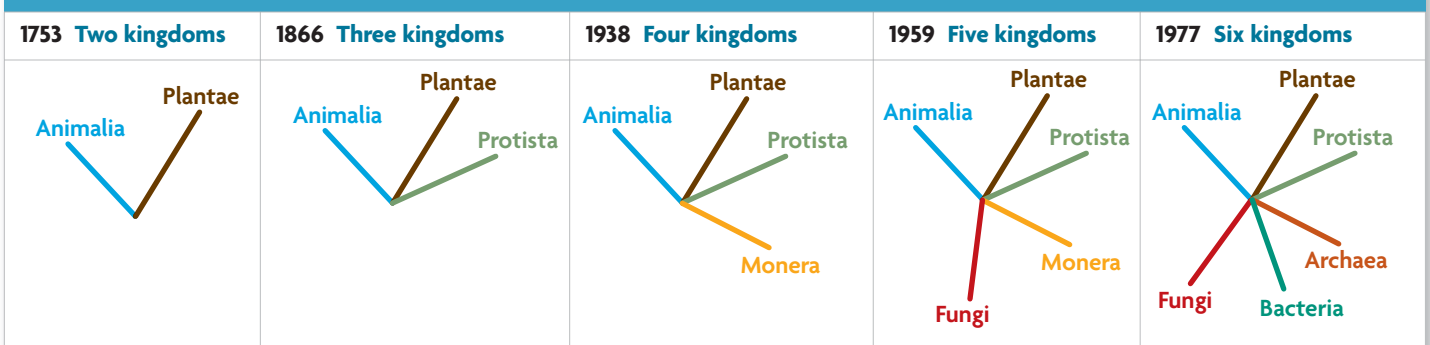 1753 Two kingdoms
Animalia
Plantae
1866 Three kingdoms
Animalia
Plantae
Protista
1938 Four kingdoms
Animalia
Plantae
Protista
Monera
1959 Five kingdoms
Animalia
Plantae
Protista
Monera
Fungi
1977 Six kingdoms
Animalia
Plantae
Protista
Archaea
Bacteria
Fungi